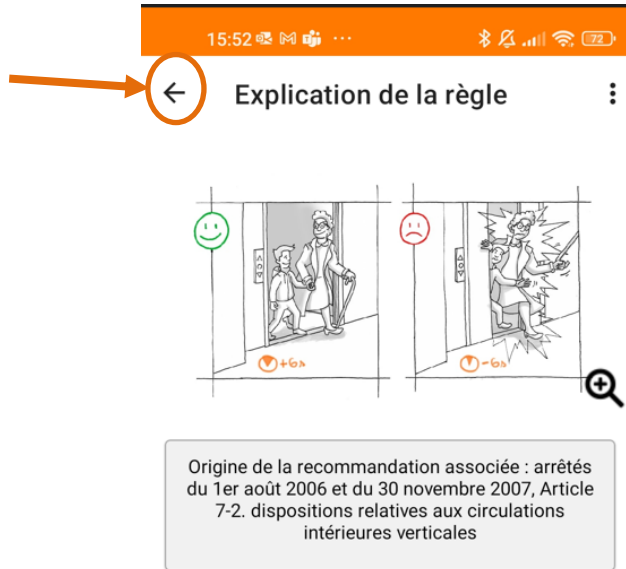 15:52
72
Explication de la règle
+6s
-6s
Origine de la recommandation associée : arrêtés
du 1er août 2006 et du 30 novembre 2007, Article
7-2. dispositions relatives aux circulations
intérieures verticales